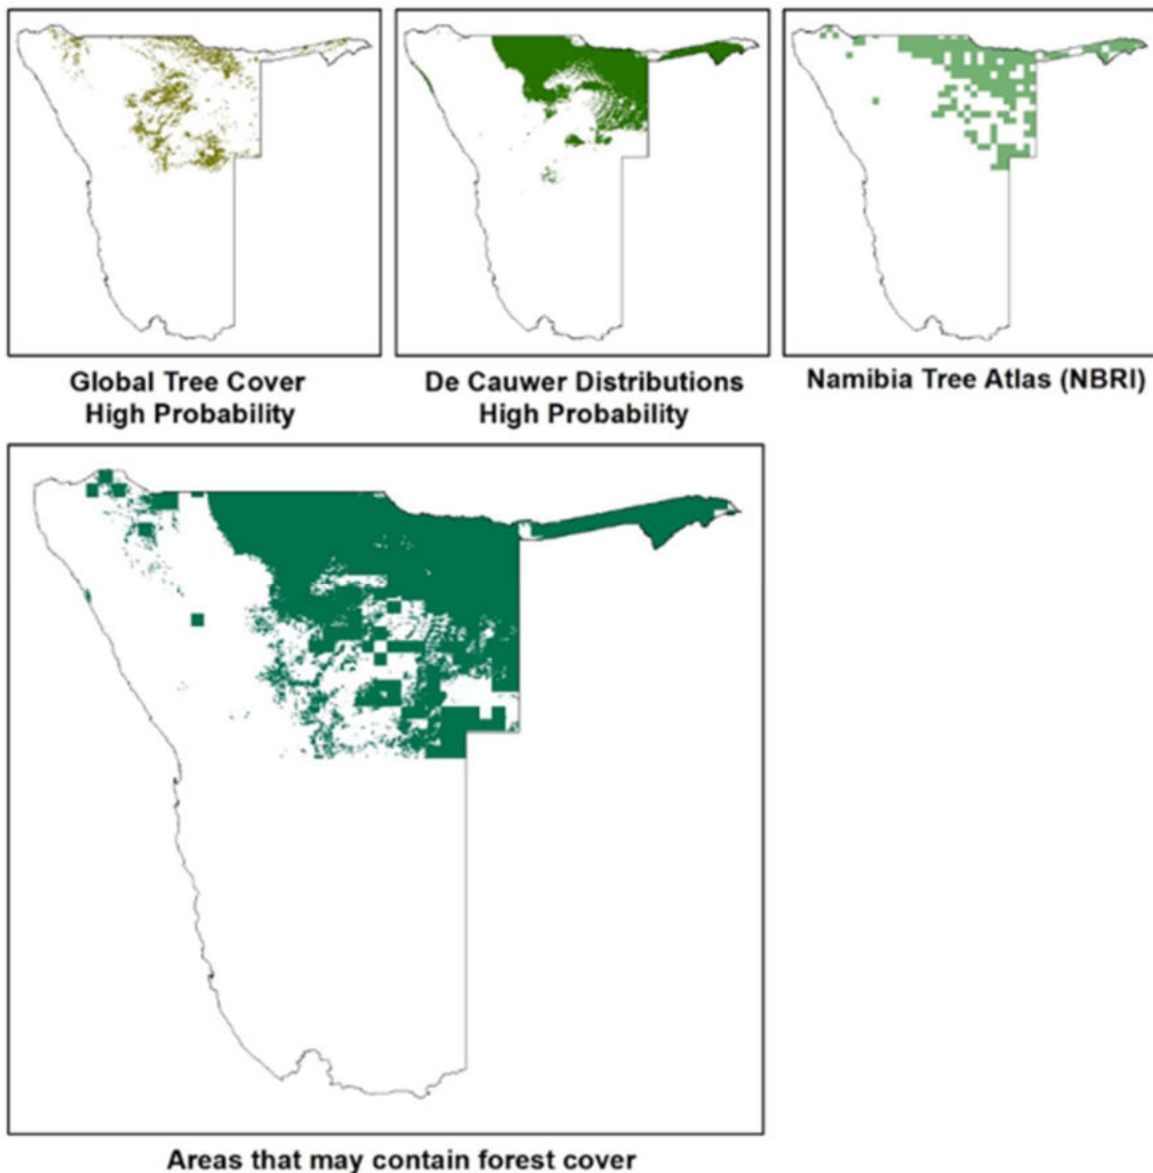 Global Tree Cover
High Probability
De Cauwer Distributions
High Probability
Namibia Tree Atlas (NBRI)
Areas that may contain forest cover